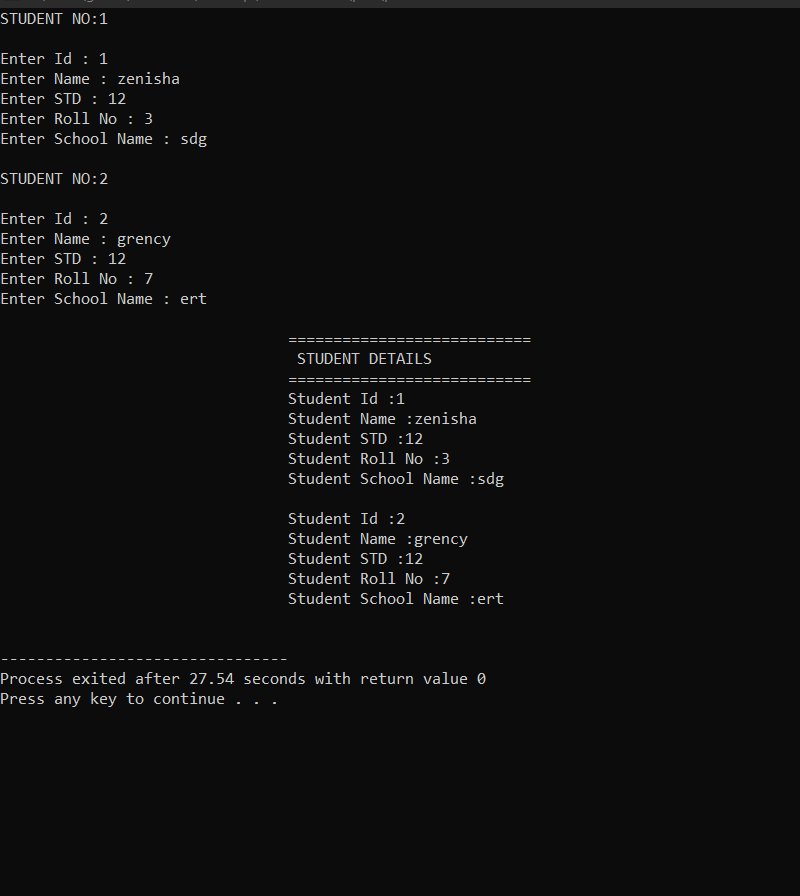 STUDENT NO:1
Enter Id : 1
Enter Name : zenisha
Enter STD : 12
Enter Roll No : 3
Enter School Name : sdg
STUDENT NO:2
Enter Id : 2
Enter Name : grency
Enter STD : 12
Enter Roll No : 7
Enter School Name : ert
===========================
STUDENT DETAILS
===========================
Student Id :1
Student Name :zenisha
Student STD :12
Student Roll No :3
Student School Name :sdg
Student Id :2
Student Name :grency
Student STD :12
Student Roll No :7
Student School Name :ert
--------------------------------
Process exited after 27.54 seconds with return value 0
Press any key to continue . . .